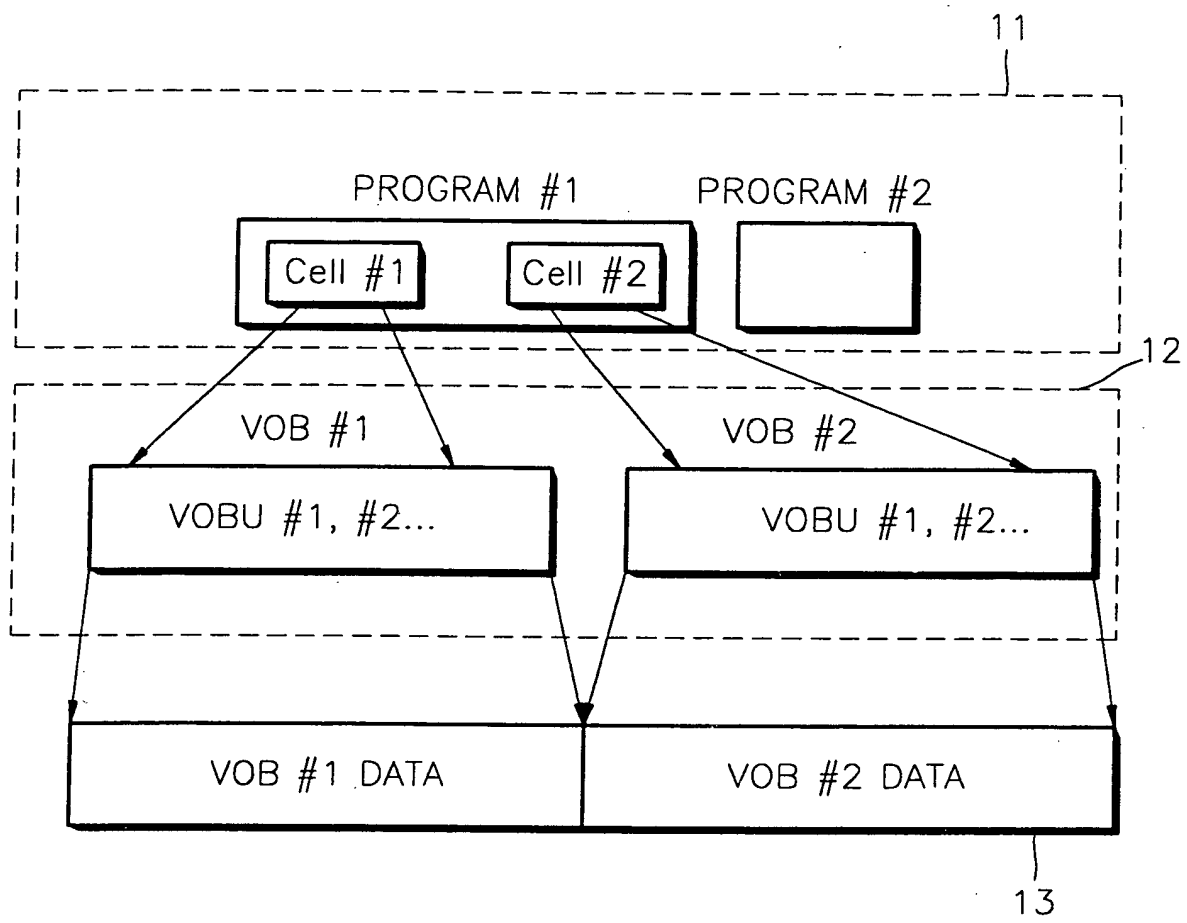 11
PROGRAM #1 PROGRAM #2
Cell #1 Cell #2
12
VOB #1 VOB #2
VOBU #1, #2... VOBU #1, #2...
VOB #1 DATA VOB #2 DATA
13